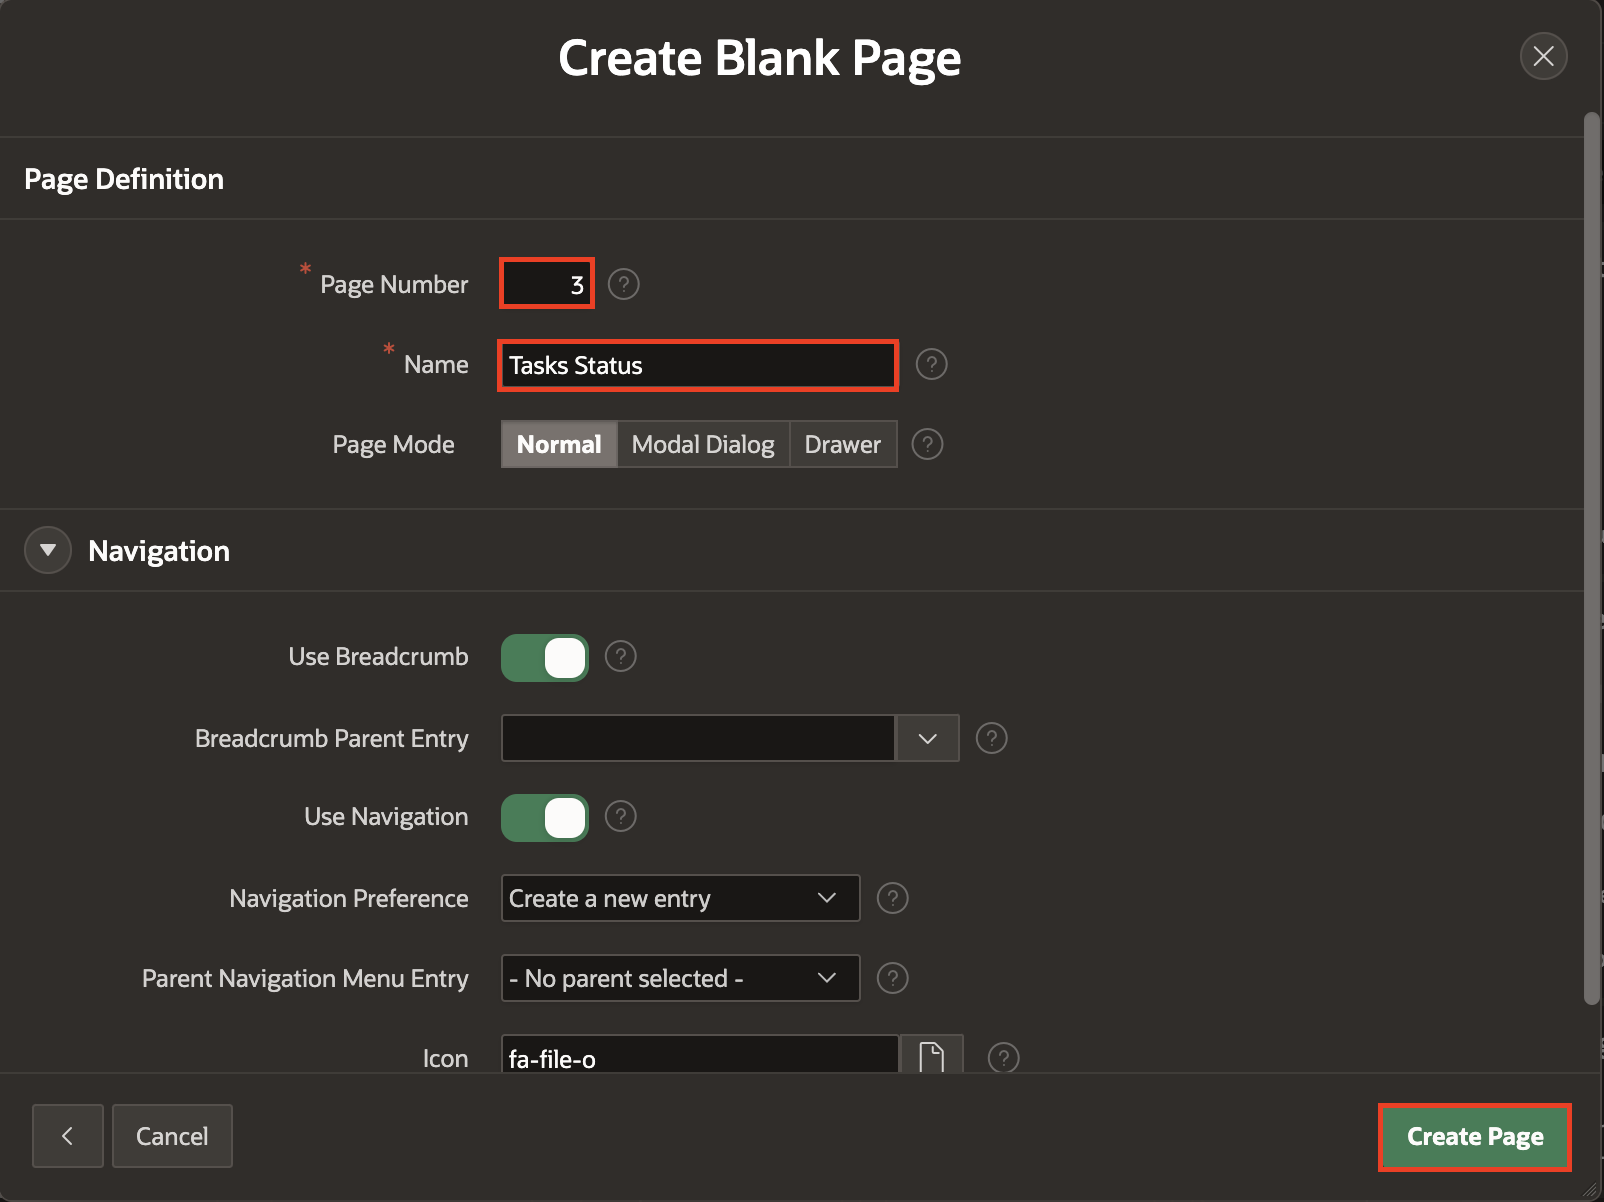 Create Blank Page
Page Definition
* Page Number 3 ?
* Name Tasks Status ?
Page Mode Normal Modal Dialog Drawer ?
Navigation
Use Breadcrumb ?
Breadcrumb Parent Entry ?
Use Navigation ?
Navigation Preference Create a new entry ?
Parent Navigation Menu Entry - No parent selected - ?
Icon fa-file-o ?
Cancel Create Page